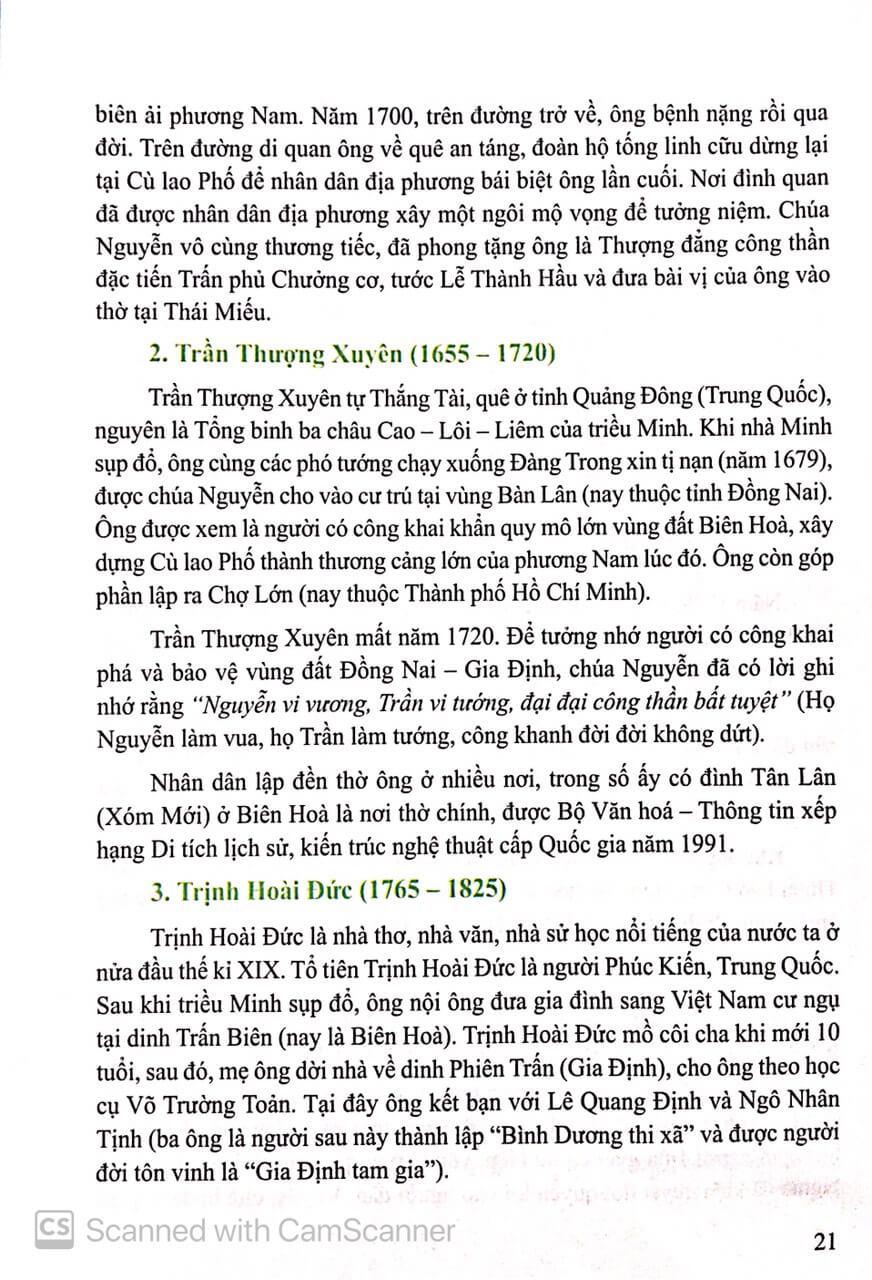 biên ải phương Nam. Năm 1700, trên đường trở về, ông bệnh nặng rồi qua
đời. Trên đường di quan ông về quê an táng, đoàn hộ tống linh cữu dừng lại
tại Cù lao Phố để nhân dân địa phương bái biệt ông lần cuối. Nơi đình quan
đã được nhân dân địa phương xây một ngôi mộ vọng để tưởng niệm. Chúa
Nguyễn vô cùng thương tiếc, đã phong tặng ông là Thượng đẳng công thần
đặc tiến Trấn phủ Chưởng cơ, tước Lễ Thành Hầu và đưa bài vị của ông vào
thờ tại Thái Miếu.
2. Trần Thượng Xuyên (1655 – 1720)
Trần Thượng Xuyên tự Thắng Tài, quê ở tỉnh Quảng Đông (Trung Quốc),
nguyên là Tổng binh ba châu Cao – Lôi – Liêm của triều Minh. Khi nhà Minh
sụp đổ, ông cùng các phó tướng chạy xuống Đàng Trong xin tị nạn (năm 1679),
được chúa Nguyễn cho vào cư trú tại vùng Bàn Lân (nay thuộc tỉnh Đồng Nai).
Ông được xem là người có công khai khẩn quy mô lớn vùng đất Biên Hoà, xây
dựng Cù lao Phố thành thương cảng lớn của phương Nam lúc đó. Ông còn góp
phần lập ra Chợ Lớn (nay thuộc Thành phố Hồ Chí Minh).
Trần Thượng Xuyên mất năm 1720. Để tưởng nhớ người có công khai
phá và bảo vệ vùng đất Đồng Nai – Gia Định, chúa Nguyễn đã có lời ghi
nhớ rằng “Nguyễn vi vương, Trần vi tướng, đại đại công thần bất tuyệt” (Họ
Nguyễn làm vua, họ Trần làm tướng, công khanh đời đời không dứt).
Nhân dân lập đền thờ ông ở nhiều nơi, trong số ấy có đình Tân Lân
(Xóm Mới) ở Biên Hoà là nơi thờ chính, được Bộ Văn hoá – Thông tin xếp
hạng Di tích lịch sử, kiến trúc nghệ thuật cấp Quốc gia năm 1991.
3. Trịnh Hoài Đức (1765 – 1825)
Trịnh Hoài Đức là nhà thơ, nhà văn, nhà sử học nổi tiếng của nước ta ở
nửa đầu thế kỉ XIX. Tổ tiên Trịnh Hoài Đức là người Phúc Kiến, Trung Quốc.
Sau khi triều Minh sụp đổ, ông nội ông đưa gia đình sang Việt Nam cư ngụ
tại dinh Trấn Biên (nay là Biên Hoà). Trịnh Hoài Đức mồ côi cha khi mới 10
tuổi, sau đó, mẹ ông dời nhà về dinh Phiên Trấn (Gia Định), cho ông theo học
cụ Võ Trường Toản. Tại đây ông kết bạn với Lê Quang Định và Ngô Nhân
Tịnh (ba ông là người sau này thành lập “Bình Dương thi xã” và được người
đời tôn vinh là “Gia Định tam gia”).
CS Scanned with CamScanner
21